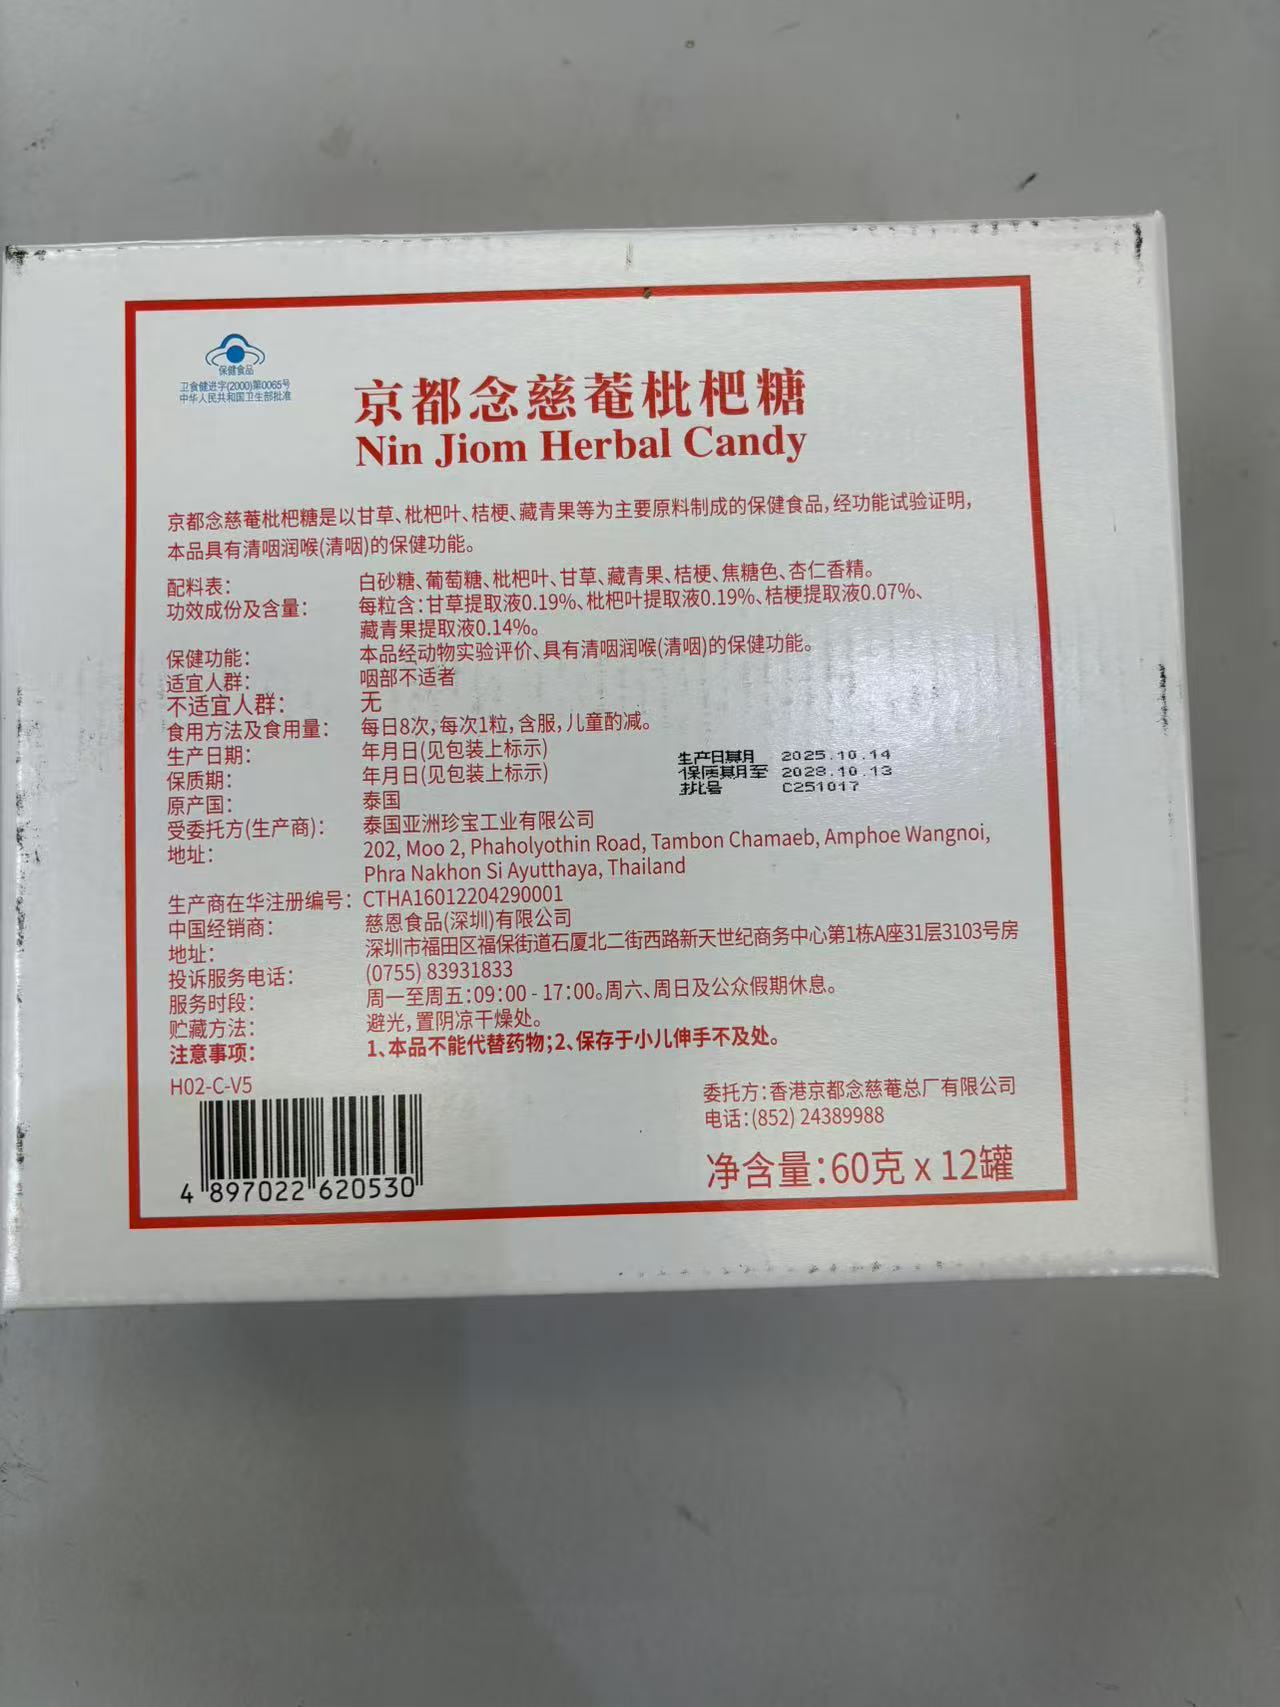 保健食品
卫食健进字(2000)第0065号
中华人民共和国卫生部批准
京都念慈菴枇杷糖
Nin Jiom Herbal Candy
京都念慈菴枇杷糖是以甘草、枇杷叶、桔梗、藏青果等为主要原料制成的保健食品,经功能试验证明,
本品具有清咽润喉(清咽)的保健功能。
配料表: 白砂糖、葡萄糖、枇杷叶、甘草、藏青果、桔梗、焦糖色、杏仁香精。
功效成份及含量: 每粒含:甘草提取液0.19%、枇杷叶提取液0.19%、桔梗提取液0.07%、
藏青果提取液0.14%。
保健功能: 本品经动物实验评价、具有清咽润喉(清咽)的保健功能。
适宜人群: 咽部不适者
不适宜人群: 无
食用方法及食用量: 每日8次,每次1粒,含服,儿童酌减。
生产日期: 年月日(见包装上标示)
保质期: 年月日(见包装上标示)
生产日期 2025.10.14
保质期至 2028.10.13
批号 C251017
原产国: 泰国
受委托方(生产商): 泰国亚洲珍宝工业有限公司
地址: 202, Moo 2, Phaholyothin Road, Tambon Chamaeb, Amphoe Wangnoi,
Phra Nakhon Si Ayutthaya, Thailand
生产商在华注册编号: CTHA16012204290001
中国经销商: 慈恩食品(深圳)有限公司
地址: 深圳市福田区福保街道石厦北二街西路新天世纪商务中心第1栋A座31层3103号房
投诉服务电话: (0755) 83931833
服务时段: 周一至周五:09:00 - 17:00。周六、周日及公众假期休息。
贮藏方法: 避光,置阴凉干燥处。
注意事项: 1、本品不能代替药物;2、保存于小儿伸手不及处。
H02-C-V5
4 897022 620530
委托方:香港京都念慈菴总厂有限公司
电话:(852) 24389988
净含量:60克 x 12罐